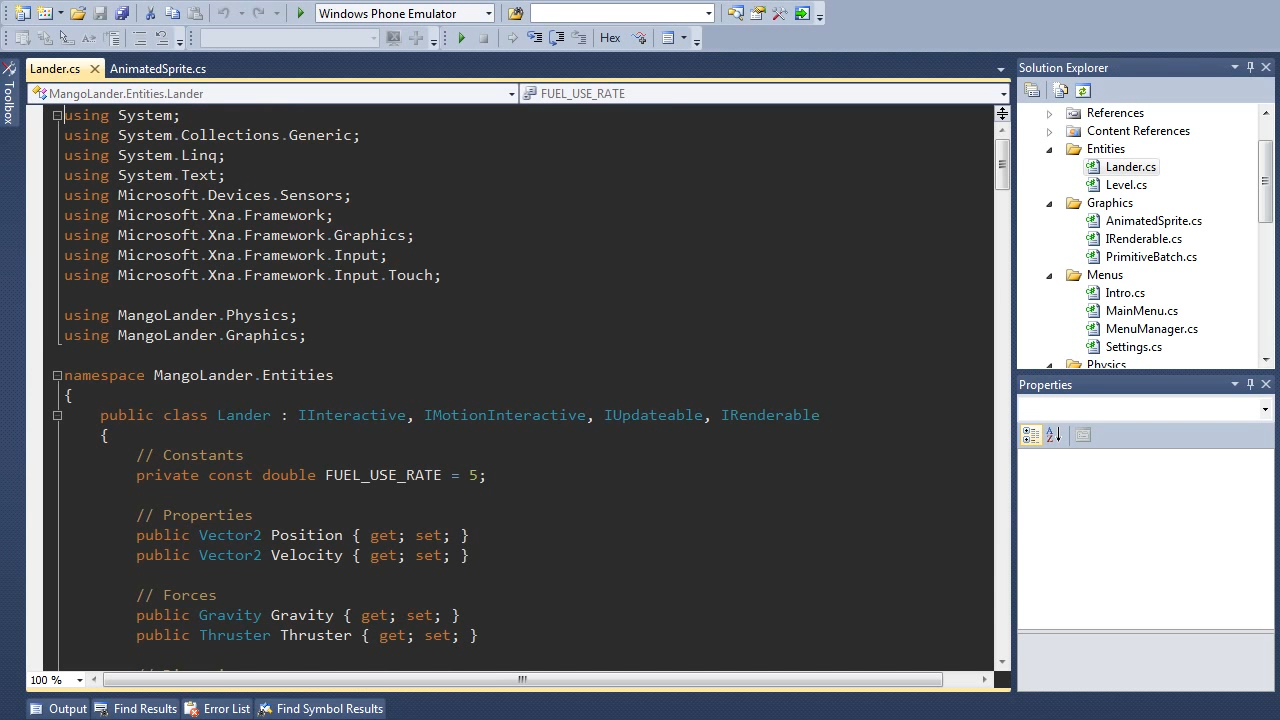 Windows Phone Emulator
Hex
Toolbox
Lander.cs
AnimatedSprite.cs
MangoLander.Entities.Lander
FUEL_USE_RATE
using System;
using System.Collections.Generic;
using System.Linq;
using System.Text;
using Microsoft.Devices.Sensors;
using Microsoft.Xna.Framework;
using Microsoft.Xna.Framework.Graphics;
using Microsoft.Xna.Framework.Input;
using Microsoft.Xna.Framework.Input.Touch;
using MangoLander.Physics;
using MangoLander.Graphics;
namespace MangoLander.Entities
{
public class Lander : IInteractive, IMotionInteractive, IUpdateable, IRenderable
{
// Constants
private const double FUEL_USE_RATE = 5;
// Properties
public Vector2 Position { get; set; }
public Vector2 Velocity { get; set; }
// Forces
public Gravity Gravity { get; set; }
public Thruster Thruster { get; set; }
100 %
Solution Explorer
References
Content References
Entities
Lander.cs
Level.cs
Graphics
AnimatedSprite.cs
IRenderable.cs
PrimitiveBatch.cs
Menus
Intro.cs
MainMenu.cs
MenuManager.cs
Settings.cs
Physics
Properties
Output
Find Results
Error List
Find Symbol Results